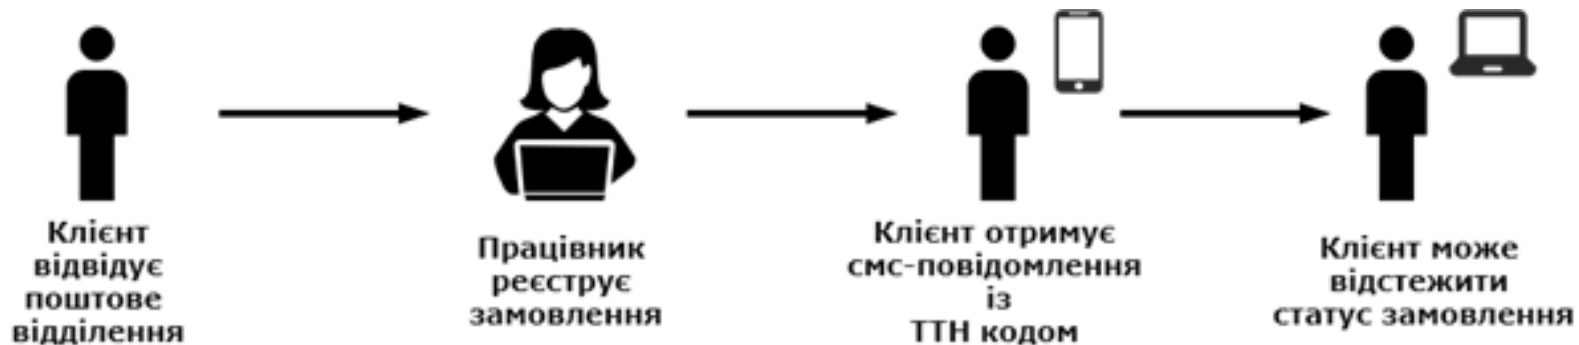 Клієнт
відвідує
поштове
відділення
Працівник
реєструє
замовлення
Клієнт отримує
смс-повідомлення
із
ТТН кодом
Клієнт може
відстежити
статус замовлення